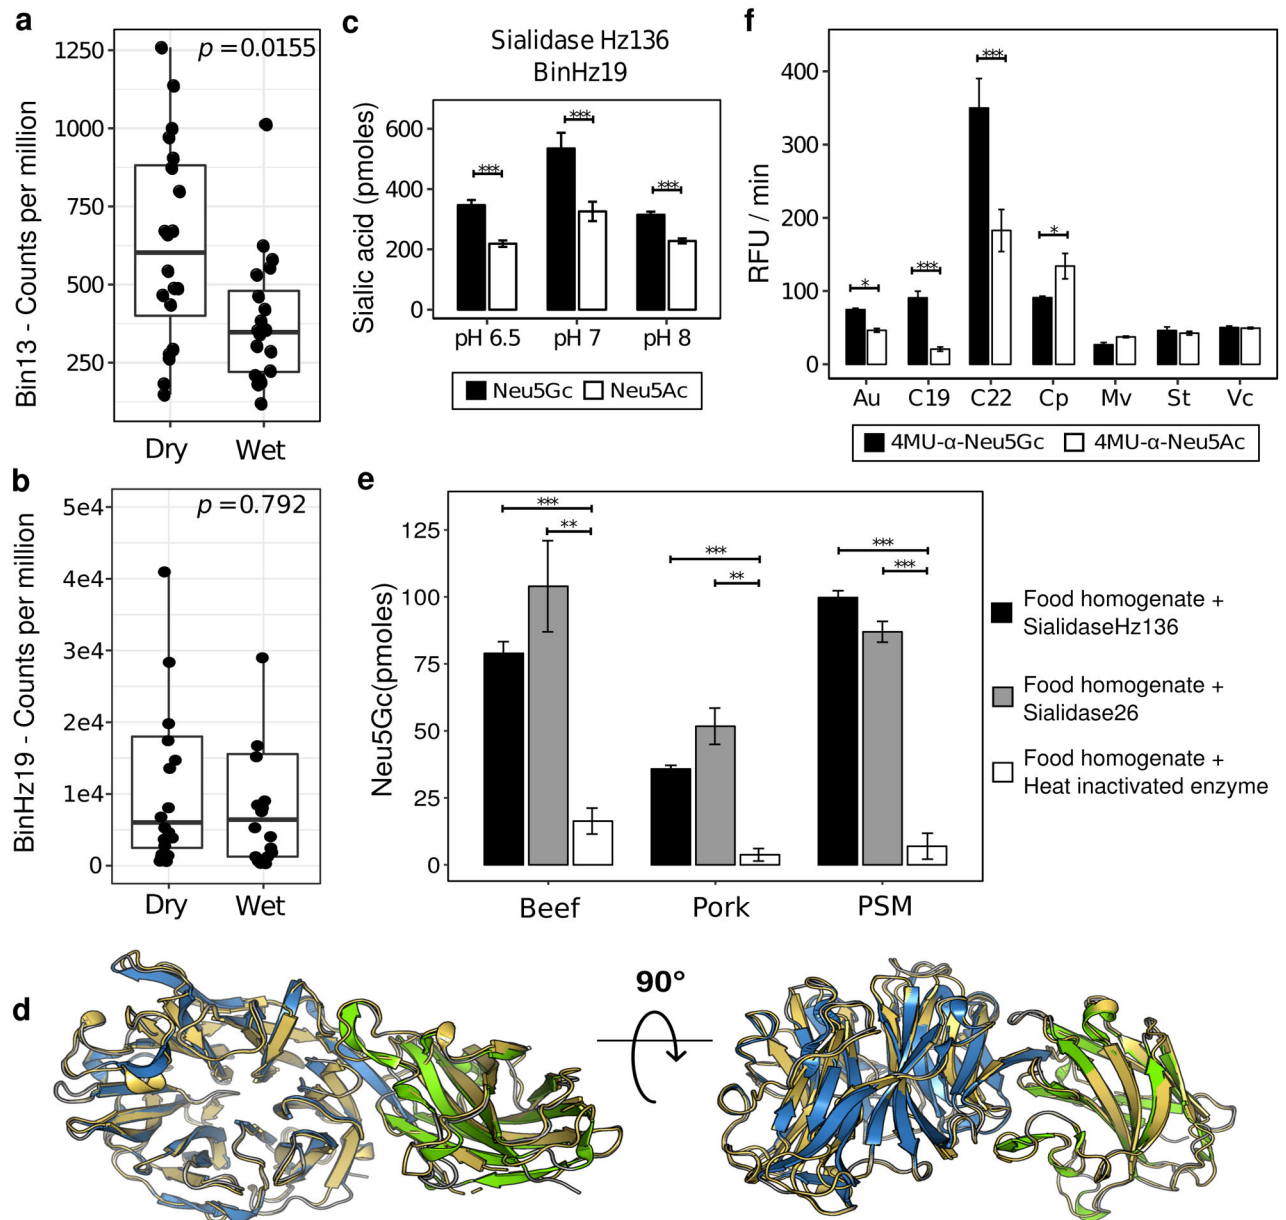 a
p = 0.0155
Bin13 - Counts per million
1250
1000
750
500
250
Dry
Wet
b
p = 0.792
BinHz19 - Counts per million
5e4
4e4
3e4
2e4
1e4
0
Dry
Wet
c
Sialidase Hz136
BinHz19
Sialic acid (pmoles)
600
400
200
0
***
***
***
pH 6.5
pH 7
pH 8
Neu5Gc
Neu5Ac
f
RFU / min
400
300
200
100
0
*
***
***
*
Au
C19
C22
Cp
Mv
St
Vc
4MU-α-Neu5Gc
4MU-α-Neu5Ac
e
Neu5Gc(pmoles)
125
100
75
50
25
0
***
**
***
**
***
***
Beef
Pork
PSM
Food homogenate +
SialidaseHz136
Food homogenate +
Sialidase26
Food homogenate +
Heat inactivated enzyme
d
90°